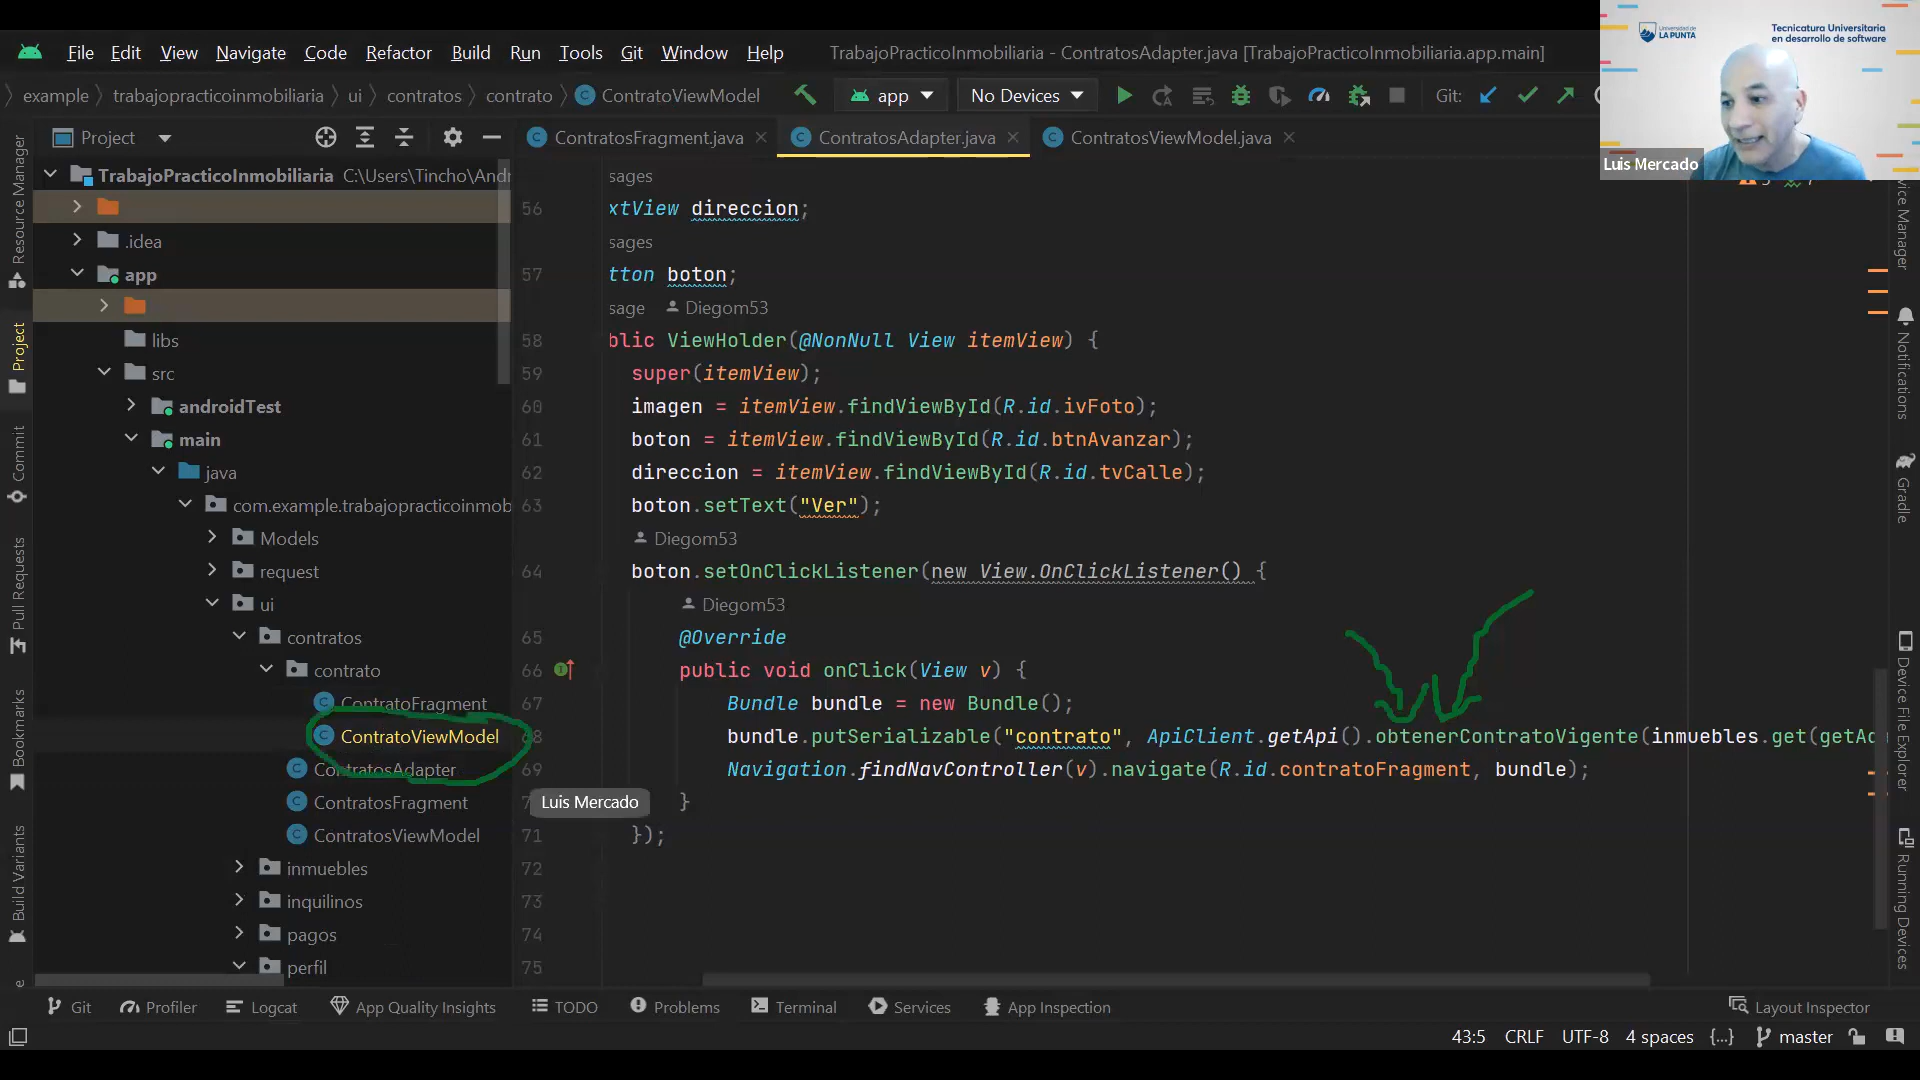 File Edit View Navigate Code Refactor Build Run Tools Git Window Help
TrabajoPracticoInmobiliaria - ContratosAdapter.java [TrabajoPracticoInmobiliaria.app.main]
Universidad de LA PUNTA
Tecnicatura Universitaria
en desarrollo de software
Luis Mercado
example trabajopracticoinmobiliaria ui contratos contrato ContratoViewModel
app No Devices Git:
Project
ContratosFragment.java ContratosAdapter.java ContratosViewModel.java
TrabajoPracticoInmobiliaria C:\Users\Tincho\Andr
.idea
app
libs
src
androidTest
main
java
com.example.trabajopracticoinmob
Models
request
ui
contratos
contrato
ContratoFragment
ContratoViewModel
ContratosAdapter
ContratosFragment
ContratosViewModel
inmuebles
inquilinos
pagos
perfil
sages
56 xtView direccion;
sages
57 tton boton;
sage Diegom53
58 blic ViewHolder(@NonNull View itemView) {
59 super(itemView);
60 imagen = itemView.findViewById(R.id.ivFoto);
61 boton = itemView.findViewById(R.id.btnAvanzar);
62 direccion = itemView.findViewById(R.id.tvCalle);
63 boton.setText("Ver");
Diegom53
64 boton.setOnClickListener(new View.OnClickListener() {
Diegom53
65 @Override
66 public void onClick(View v) {
67 Bundle bundle = new Bundle();
68 bundle.putSerializable("contrato", ApiClient.getApi().obtenerContratoVigente(inmuebles.get(getAd
69 Navigation.findNavController(v).navigate(R.id.contratoFragment, bundle);
Luis Mercado
}
71 });
72
73
74
75
Resource Manager
Project
Commit
Pull Requests
Bookmarks
Build Variants
Notifications
Gradle
Device File Explorer
Running Devices
Git Profiler Logcat App Quality Insights TODO Problems Terminal Services App Inspection Layout Inspector
43:5 CRLF UTF-8 4 spaces {...} master